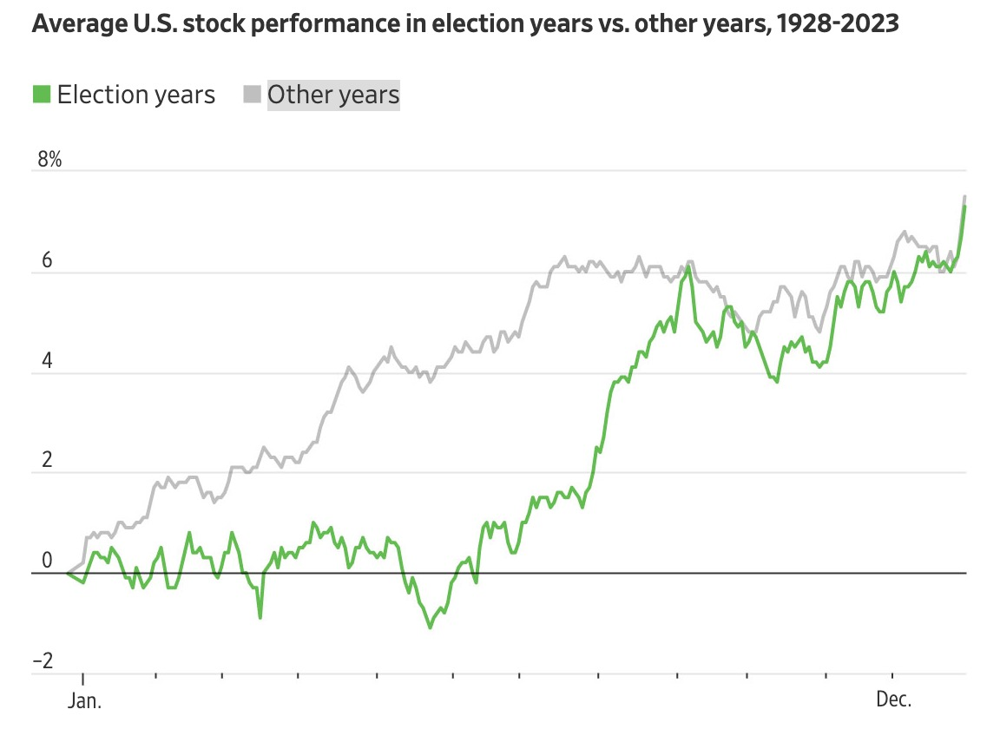 Average U.S. stock performance in election years vs. other years, 1928-2023
Election years Other years
8%
6
4
2
0
−2
Jan. Dec.